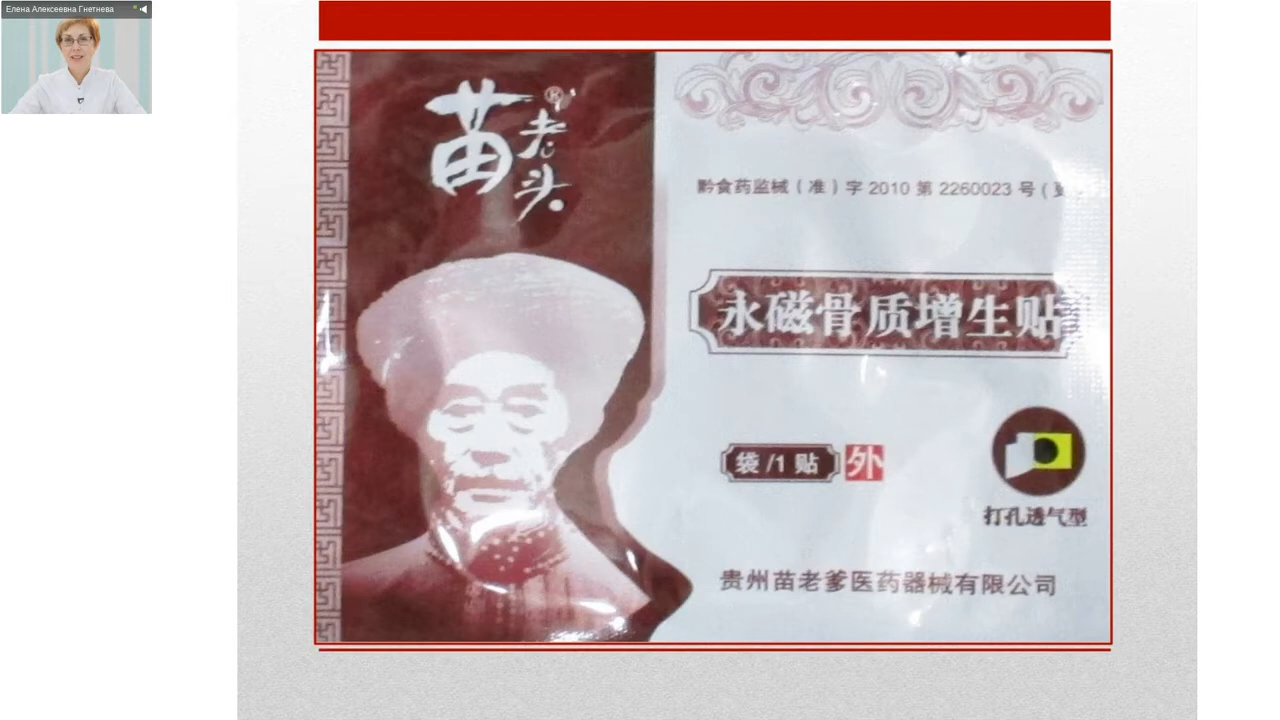 Елена Алексеевна Гнетнева
苗老头®
黔食药监械（准）字 2010 第 2260023 号（
永磁骨质增生贴
袋/1 贴 外
打孔透气型
贵州苗老爹医药器械有限公司